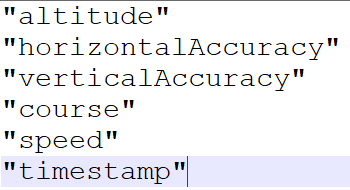 "altitude"
"horizontalAccuracy"
"verticalAccuracy"
"course"
"speed"
"timestamp"